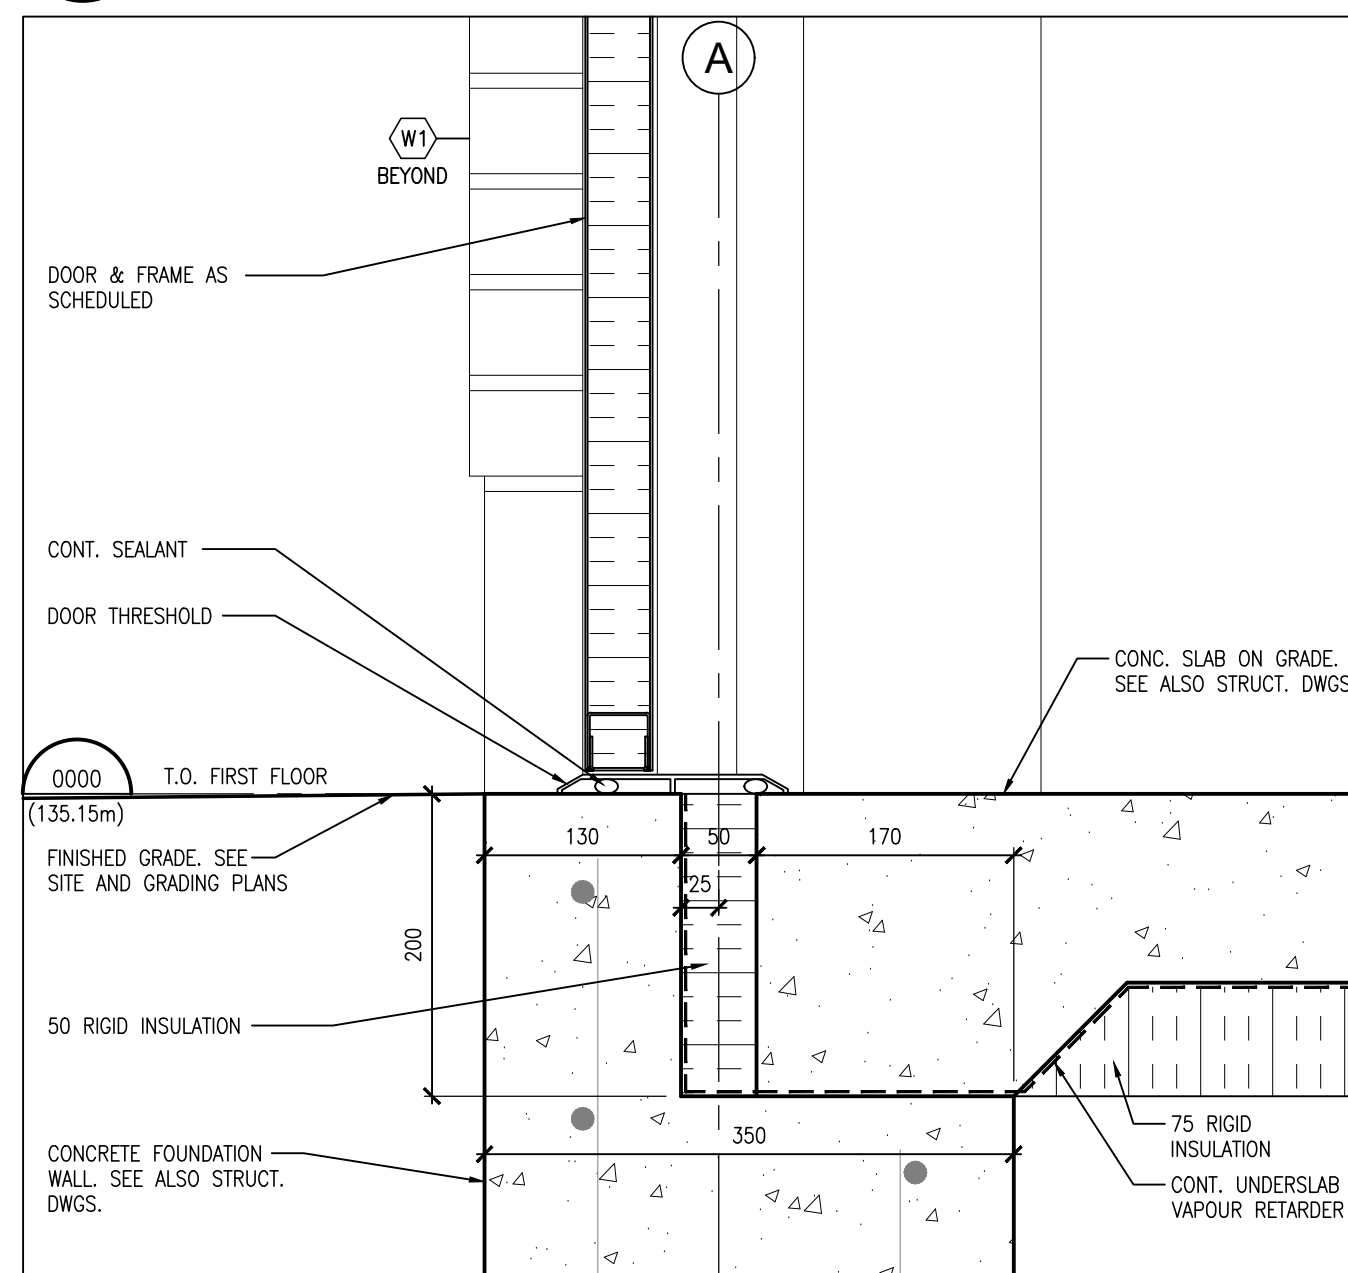 A
W1
BEYOND
DOOR & FRAME AS
SCHEDULED
CONT. SEALANT
DOOR THRESHOLD
CONC. SLAB ON GRADE.
SEE ALSO STRUCT. DWGS
0000
T.O. FIRST FLOOR
(135.15m)
FINISHED GRADE. SEE
SITE AND GRADING PLANS
130
50
170
25
200
50 RIGID INSULATION
350
CONCRETE FOUNDATION
WALL. SEE ALSO STRUCT.
DWGS.
75 RIGID
INSULATION
CONT. UNDERSLAB
VAPOUR RETARDER